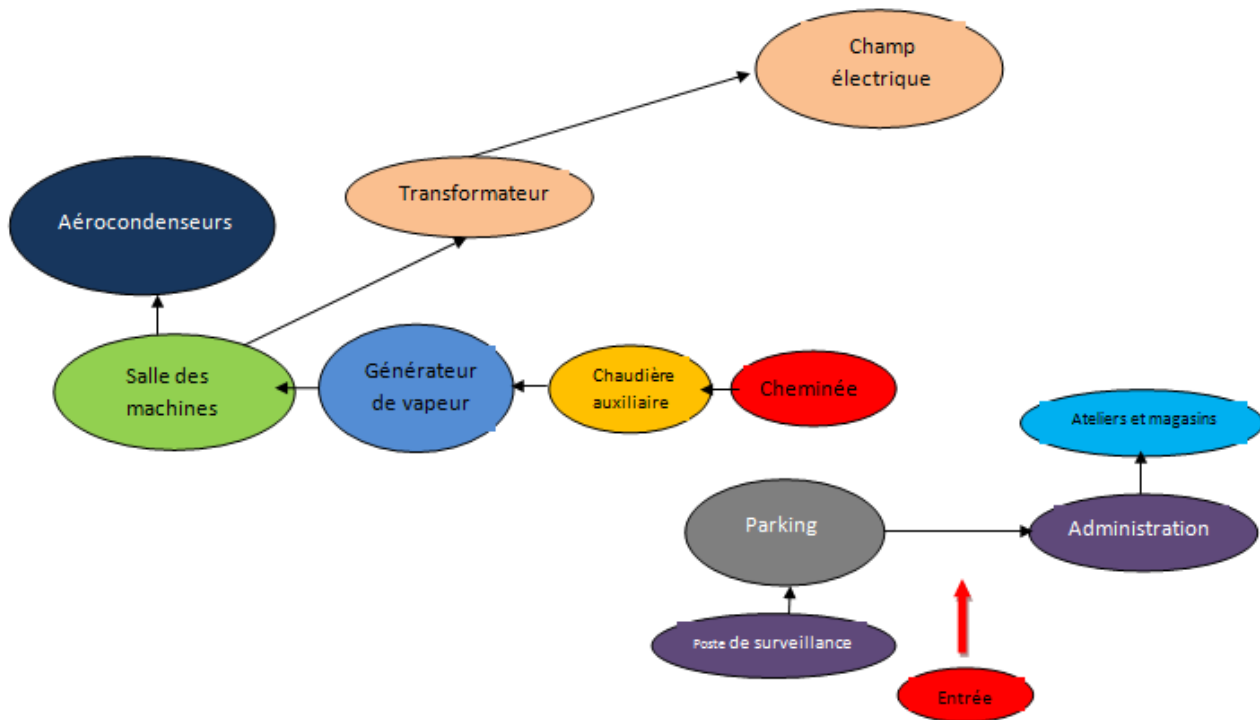 Champ
électrique
Transformateur
Aérocondenseurs
Salle des
machines
Générateur
de vapeur
Chaudière
auxiliaire
Cheminée
Ateliers et magasins
Parking
Administration
Poste de surveillance
Entrée